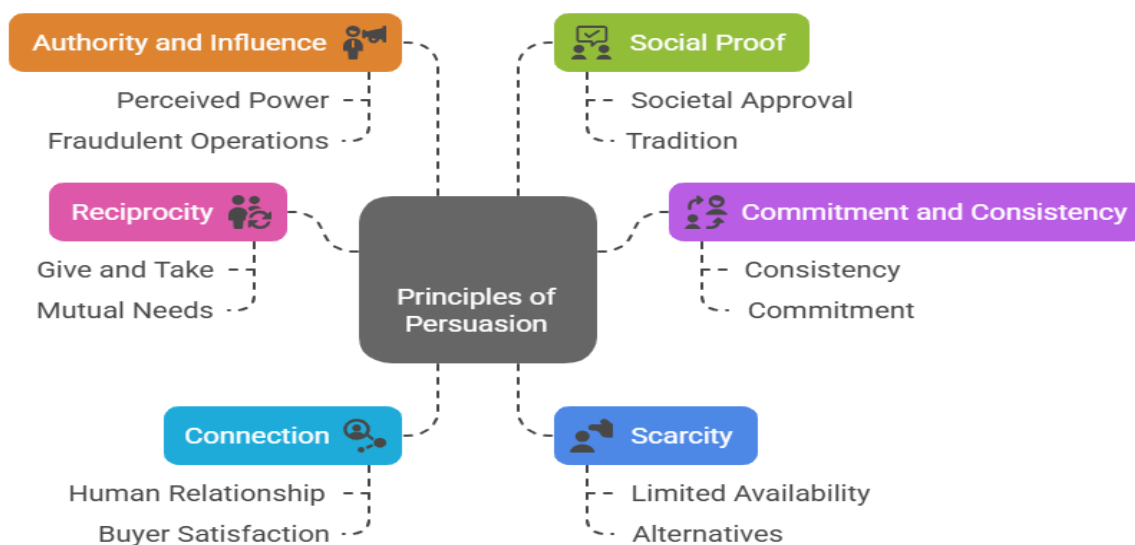 Authority and Influence
Perceived Power
Fraudulent Operations
Social Proof
Societal Approval
Tradition
Reciprocity
Give and Take
Mutual Needs
Commitment and Consistency
Consistency
Commitment
Principles of
Persuasion
Connection
Human Relationship
Buyer Satisfaction
Scarcity
Limited Availability
Alternatives